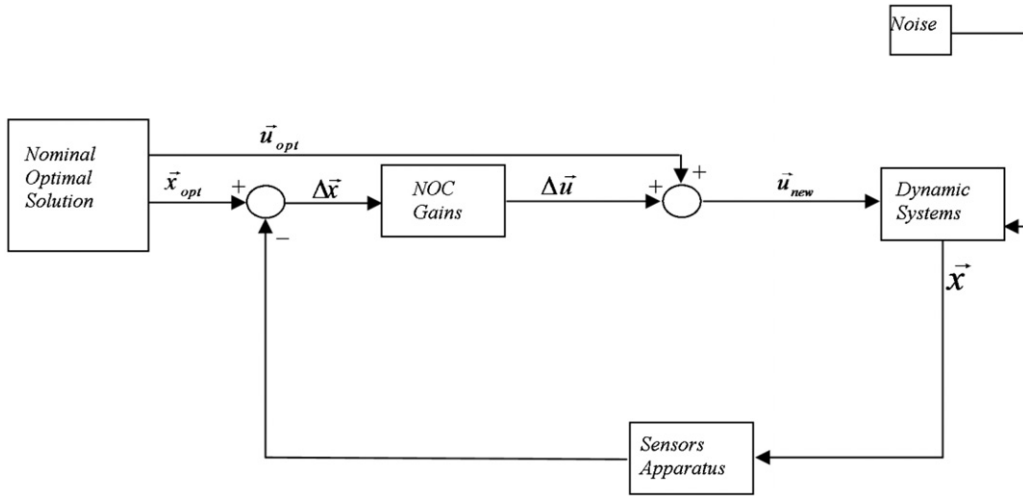 Noise
Nominal
Optimal
Solution
u⃗ opt
x⃗ opt
+
−
Δx⃗
NOC
Gains
Δu⃗
+
+
u⃗ new
Dynamic
Systems
x⃗
Sensors
Apparatus